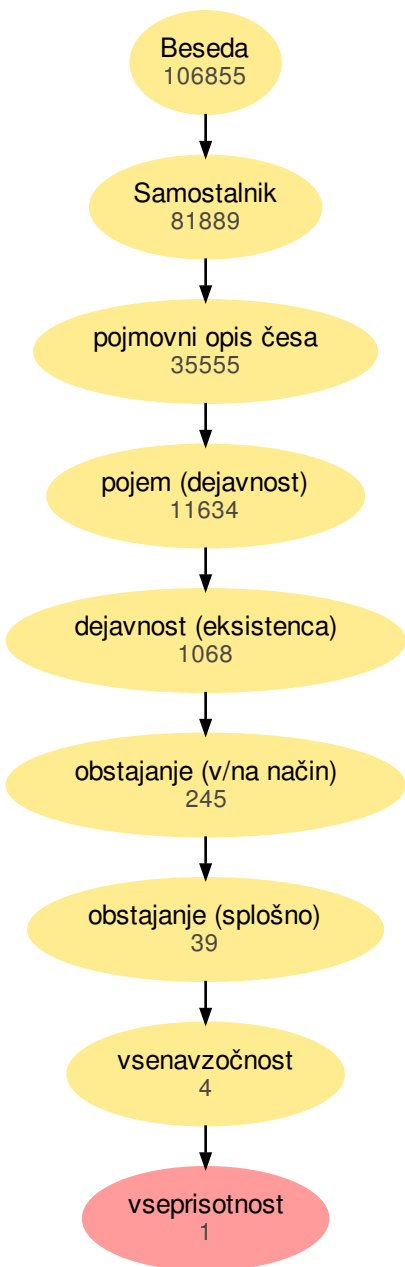 Beseda
106855
Samostalnik
81889
pojmovni opis česa
35555
pojem (dejavnost)
11634
dejavnost (eksistenca)
1068
obstajanje (v/na način)
245
obstajanje (splošno)
39
vsenavzočnost
4
vseprisotnost
1